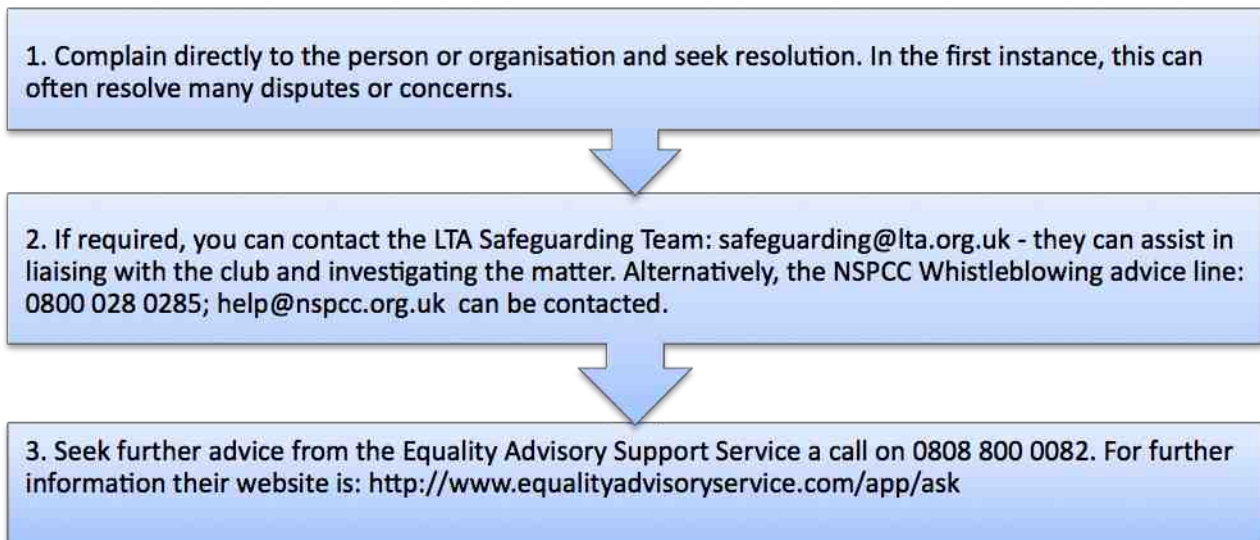 1. Complain directly to the person or organisation and seek resolution. In the first instance, this can
often resolve many disputes or concerns.
2. If required, you can contact the LTA Safeguarding Team: safeguarding@lta.org.uk - they can assist in
liaising with the club and investigating the matter. Alternatively, the NSPCC Whistleblowing advice line:
0800 028 0285; help@nspcc.org.uk  can be contacted.
3. Seek further advice from the Equality Advisory Support Service a call on 0808 800 0082. For further
information their website is: http://www.equalityadvisoryservice.com/app/ask